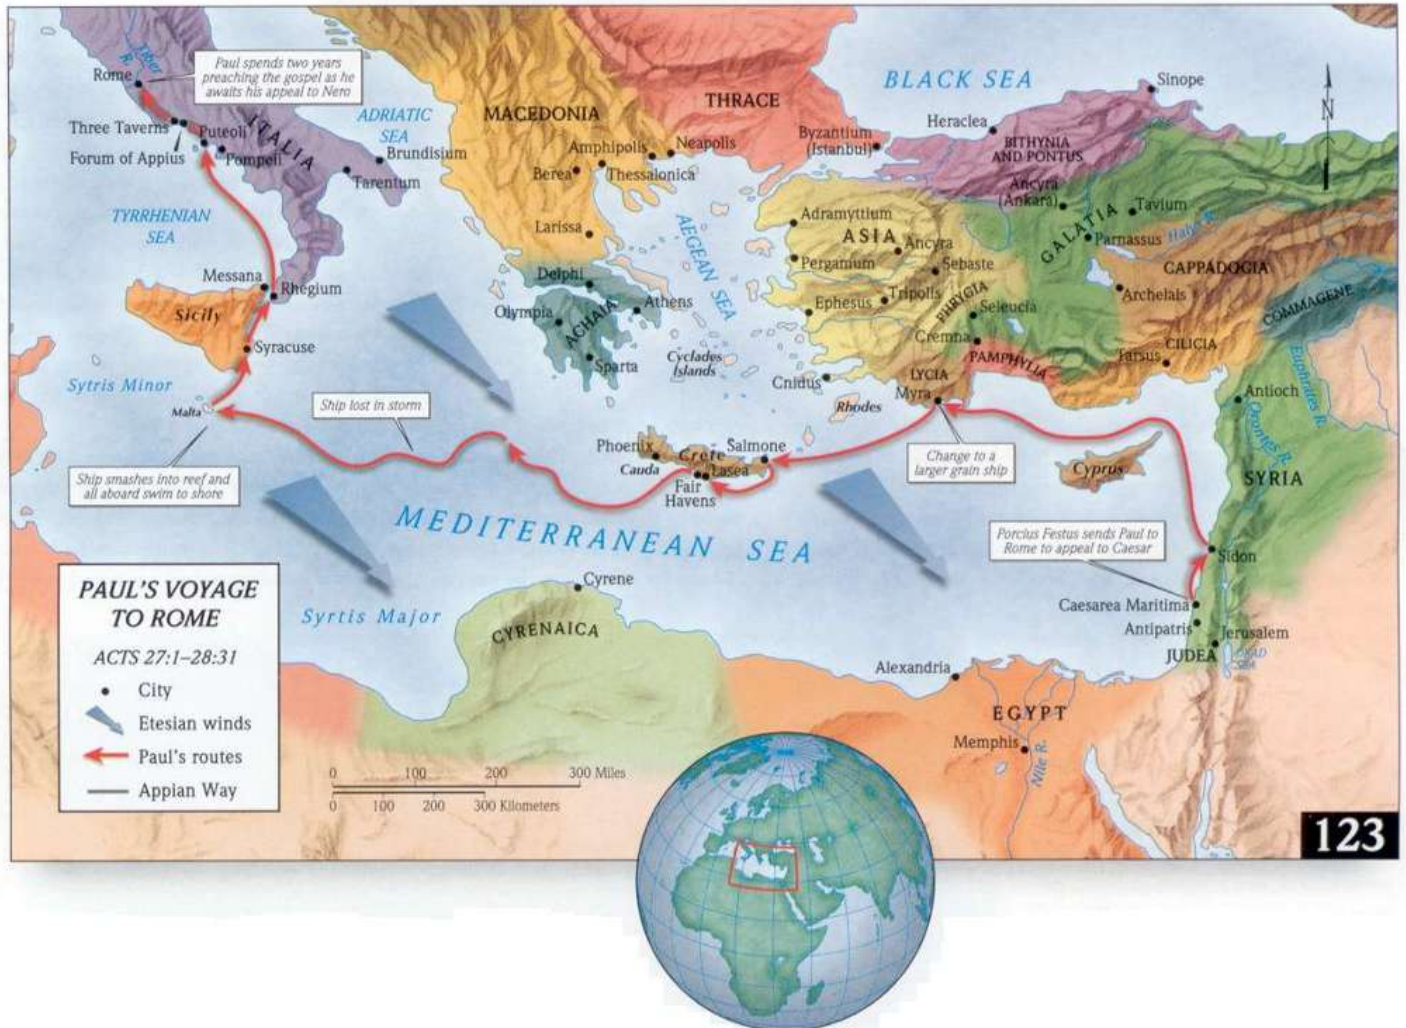 BLACK SEA
Sinope
N
Tiber
R.
Rome
Paul spends two years
preaching the gospel as he
awaits his appeal to Nero
ITALIA
ADRIATIC
SEA
MACEDONIA
THRACE
Heraclea
BITHYNIA
AND PONTUS
Byzantium
(Istanbul)
Three Taverns
Forum of Appius
Puteoli
Pompeii
Brundisium
Tarentum
Amphipolis
Neapolis
Berea
Thessalonica
Ancyra
(Ankara)
Tavium
GALATIA
Halys R.
Parnassus
TYRRHENIAN
SEA
Larissa
AEGEAN SEA
Adramyttium
ASIA
Ancyra
Pergamum
Sebaste
CAPPADOGIA
Archelais
COMMAGENE
Messana
Rhegium
Sicily
Syracuse
Delphi
Olympia
ACHAIA
Athens
Sparta
Cyclades
Islands
Ephesus
Tripolis
PHRYGIA
Seleucia
Cremna
PAMPHYLIA
CILICIA
Tarsus
Euphrates R.
Sytris Minor
Malta
Ship lost in storm
Cnidus
Rhodes
LYCIA
Myra
Antioch
Orontes R.
SYRIA
Phoenix
Cauda
Crete
Salmone
Lasea
Fair
Havens
Change to a
larger grain ship
Cyprus
Ship smashes into reef and
all aboard swim to shore
MEDITERRANEAN SEA
Porcius Festus sends Paul to
Rome to appeal to Caesar
Sidon
Caesarea Maritima
Antipatris
Jerusalem
JUDEA
DEAD
SEA
Syrtis Major
Cyrene
CYRENAICA
Alexandria
EGYPT
Memphis
Nile R.
PAUL'S VOYAGE
TO ROME
ACTS 27:1–28:31
City
Etesian winds
Paul's routes
Appian Way
0 100 200 300 Miles
0 100 200 300 Kilometers
123